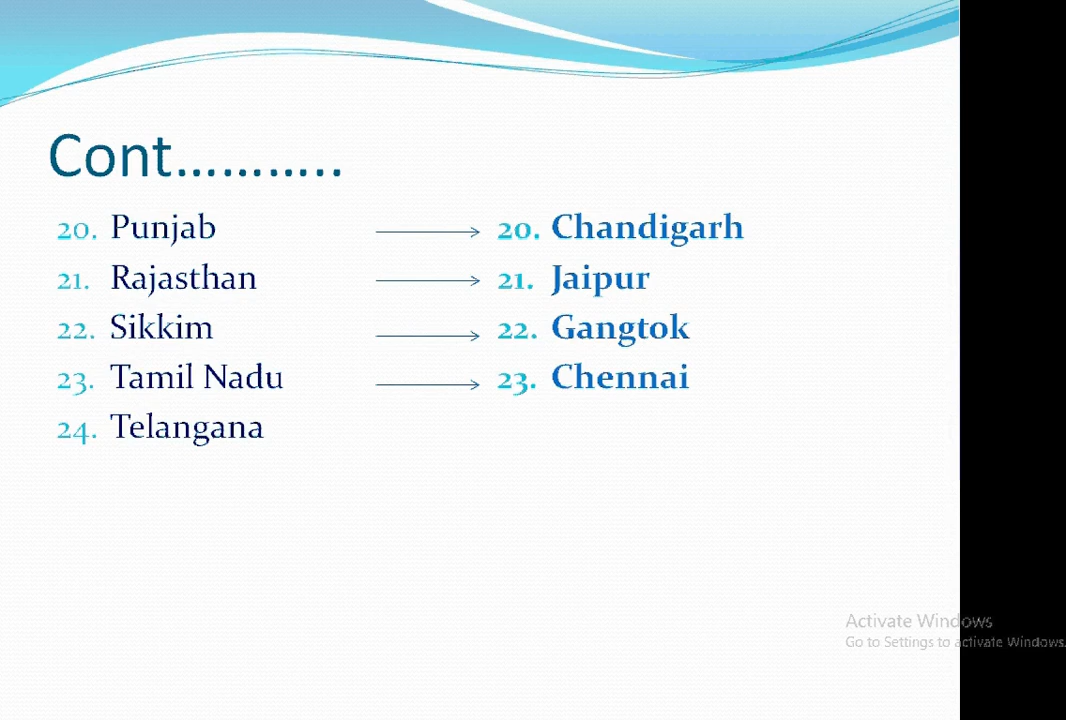 Cont...........
20. Punjab 20. Chandigarh
21. Rajasthan 21. Jaipur
22. Sikkim 22. Gangtok
23. Tamil Nadu 23. Chennai
24. Telangana
Activate Windows
Go to Settings to activate Windows.